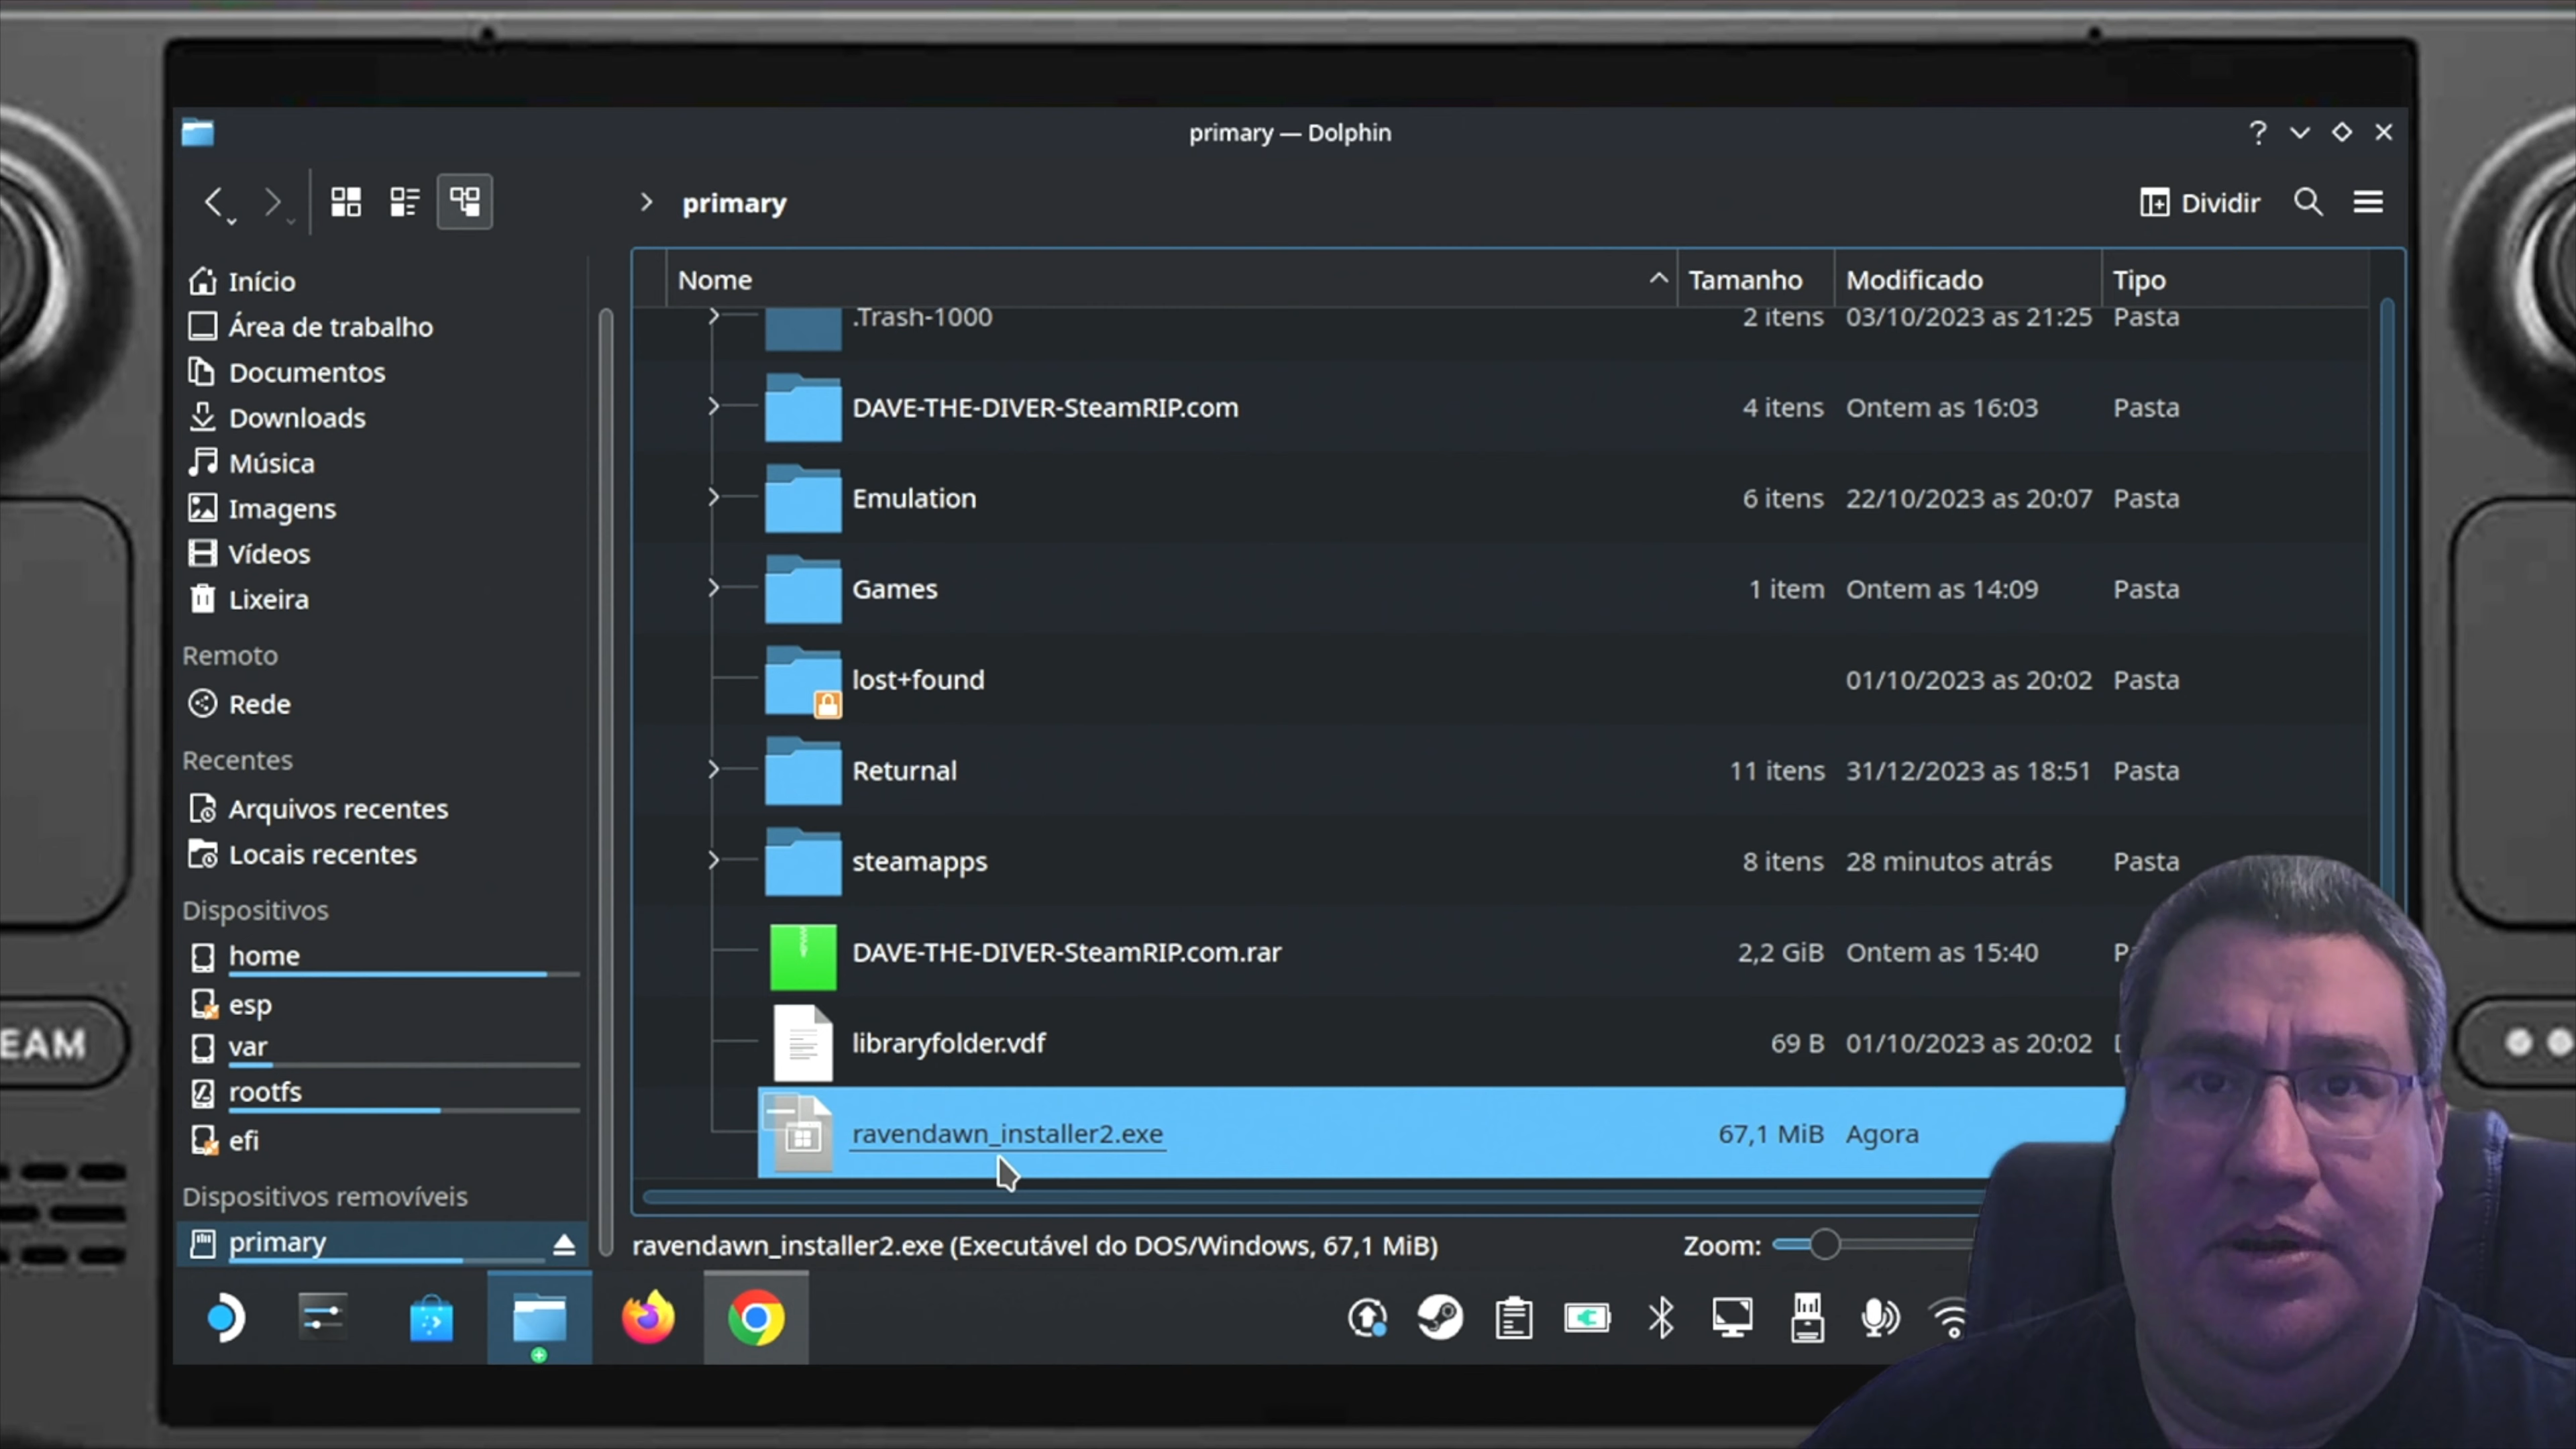 primary — Dolphin
primary
Dividir
Início
Área de trabalho
Documentos
Downloads
Música
Imagens
Vídeos
Lixeira
Remoto
Rede
Recentes
Arquivos recentes
Locais recentes
Dispositivos
home
esp
var
rootfs
efi
Dispositivos removíveis
primary
Nome Tamanho Modificado Tipo
.Trash-1000 2 itens 03/10/2023 as 21:25 Pasta
DAVE-THE-DIVER-SteamRIP.com 4 itens Ontem as 16:03 Pasta
Emulation 6 itens 22/10/2023 as 20:07 Pasta
Games 1 item Ontem as 14:09 Pasta
lost+found 01/10/2023 as 20:02 Pasta
Returnal 11 itens 31/12/2023 as 18:51 Pasta
steamapps 8 itens 28 minutos atrás Pasta
DAVE-THE-DIVER-SteamRIP.com.rar 2,2 GiB Ontem as 15:40
libraryfolder.vdf 69 B 01/10/2023 as 20:02
ravendawn_installer2.exe 67,1 MiB Agora
ravendawn_installer2.exe (Executável do DOS/Windows, 67,1 MiB)
Zoom:
EAM